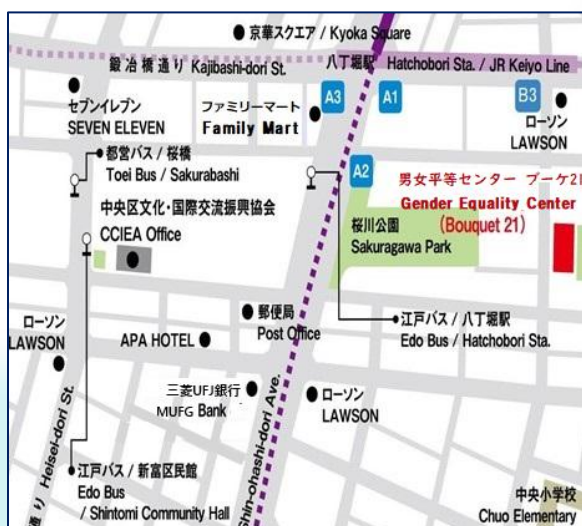 京華スクエア / Kyoka Square
鍛冶橋通り Kajibashi-dori St.
八丁堀駅 Hatchobori Sta. / JR Keiyo Line
セブンイレブン
SEVEN ELEVEN
ファミリーマート
Family Mart
A3
A1
B3
ローソン
LAWSON
都営バス / 桜橋
Toei Bus / Sakurabashi
A2
男女平等センター ブーケ21
Gender Equality Center
(Bouquet 21)
中央区文化・国際交流振興協会
CCIEA Office
桜川公園
Sakuragawa Park
ローソン
LAWSON
郵便局
Post Office
APA HOTEL
江戸バス / 八丁堀駅
Edo Bus / Hatchobori Sta.
三菱UFJ銀行
MUFG Bank
ローソン
LAWSON
通り Heisei-dori St.
Shin-ohashi-dori Ave.
江戸バス / 新富区民館
Edo Bus
/ Shintomi Community Hall
中央小学校
Chuo Elementary